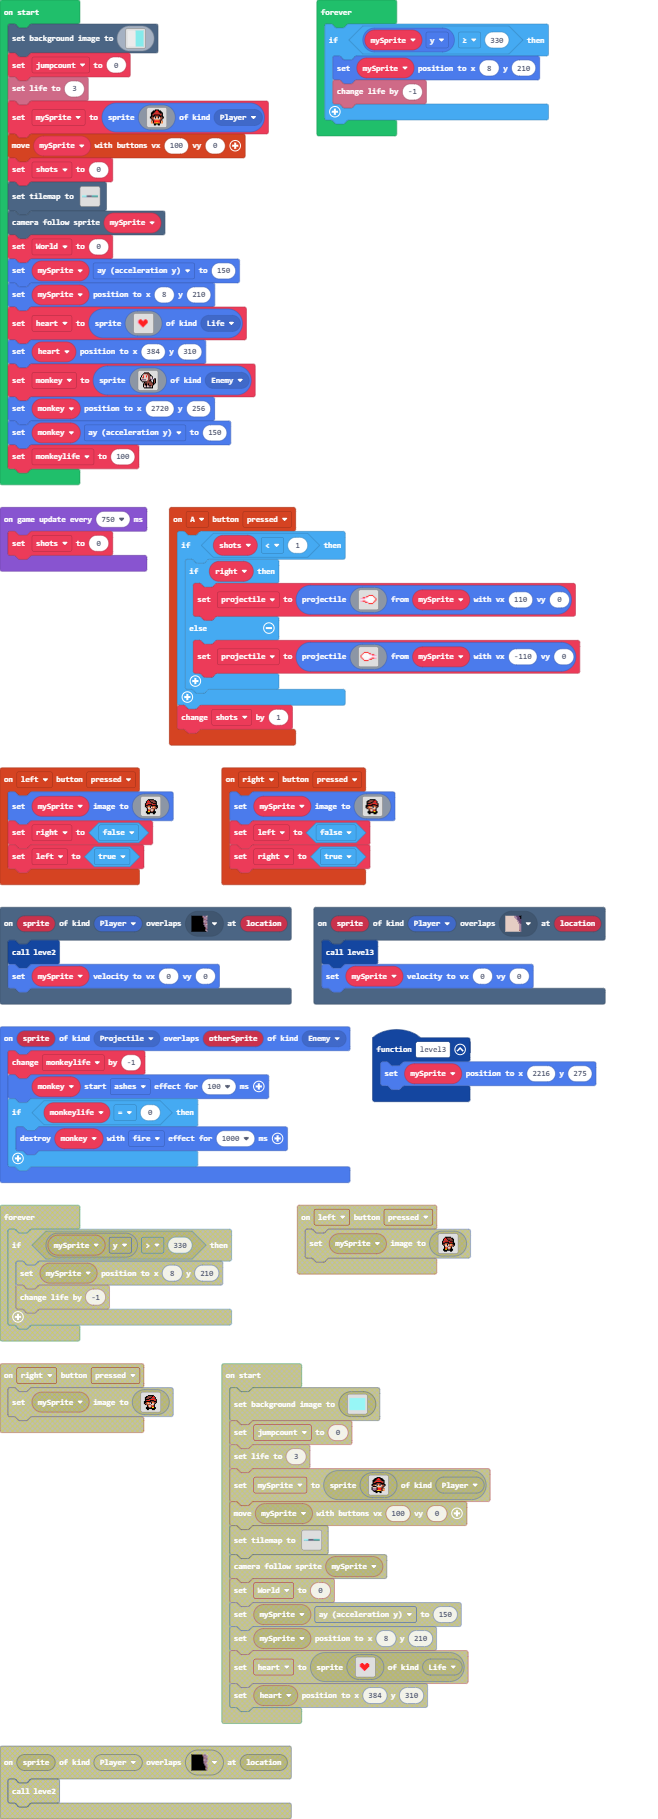 on start
set background image to
set jumpcount to 0
set life to 3
set mySprite to sprite of kind Player
move mySprite with buttons vx 100 vy 0
set shots to 0
set tilemap to
camera follow sprite mySprite
set World to 0
set mySprite ay (acceleration y) to 150
set mySprite position to x 8 y 210
set heart to sprite of kind Life
set heart position to x 384 y 310
set monkey to sprite of kind Enemy
set monkey position to x 2720 y 256
set monkey ay (acceleration y) to 150
set monkeylife to 100
forever
if mySprite y ≥ 330 then
set mySprite position to x 8 y 210
change life by -1
on game update every 750 ms
set shots to 0
on A button pressed
if shots < 1 then
if right then
set projectile to projectile from mySprite with vx 110 vy 0
else
set projectile to projectile from mySprite with vx -110 vy 0
change shots by 1
on left button pressed
set mySprite image to
set right to false
set left to true
on right button pressed
set mySprite image to
set left to false
set right to true
on sprite of kind Player overlaps at location
call leve2
set mySprite velocity to vx 0 vy 0
on sprite of kind Player overlaps at location
call level3
set mySprite velocity to vx 0 vy 0
on sprite of kind Projectile overlaps otherSprite of kind Enemy
change monkeylife by -1
monkey start ashes effect for 100 ms
if monkeylife = 0 then
destroy monkey with fire effect for 1000 ms
function level3
set mySprite position to x 2216 y 275
forever
if mySprite y > 330 then
set mySprite position to x 8 y 210
change life by -1
on left button pressed
set mySprite image to
on right button pressed
set mySprite image to
on start
set background image to
set jumpcount to 0
set life to 3
set mySprite to sprite of kind Player
move mySprite with buttons vx 100 vy 0
set tilemap to
camera follow sprite mySprite
set World to 0
set mySprite ay (acceleration y) to 150
set mySprite position to x 8 y 210
set heart to sprite of kind Life
set heart position to x 384 y 310
on sprite of kind Player overlaps at location
call leve2